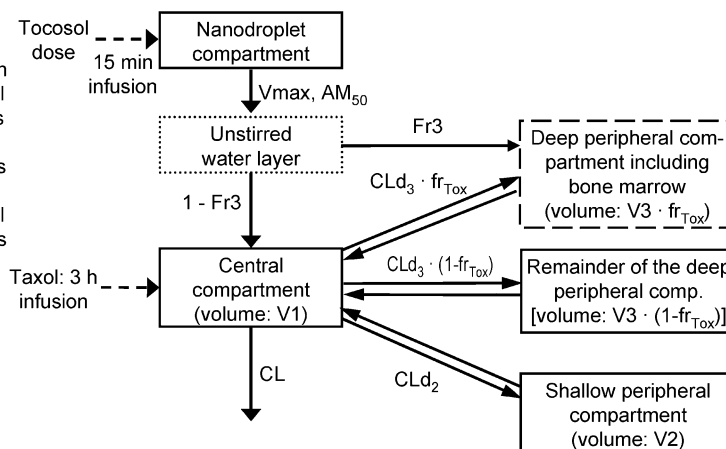 Tocosol
dose
15 min
infusion
Nanodroplet
compartment
Vmax, AM50
Unstirred
water layer
Fr3
1 - Fr3
Deep peripheral com-
partment including
bone marrow
(volume: V3 · frTox)
CLd3 · frTox
Taxol: 3 h
infusion
Central
compartment
(volume: V1)
CLd3 · (1-frTox)
Remainder of the deep
peripheral comp.
[volume: V3 · (1-frTox)]
CL
CLd2
Shallow peripheral
compartment
(volume: V2)